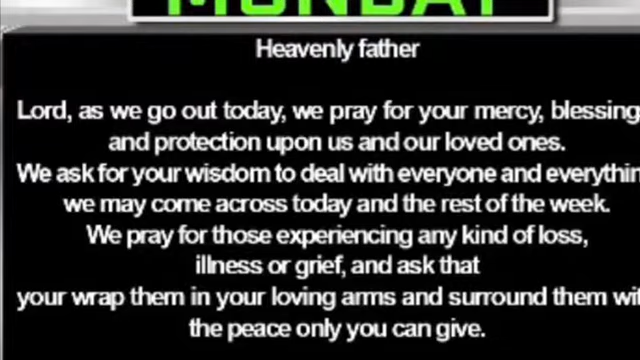 MONDAY
Heavenly father
Lord, as we go out today, we pray for your mercy, blessing
and protection upon us and our loved ones.
We ask for your wisdom to deal with everyone and everythin
we may come across today and the rest of the week.
We pray for those experiencing any kind of loss,
illness or grief, and ask that
your wrap them in your loving arms and surround them wit
the peace only you can give.